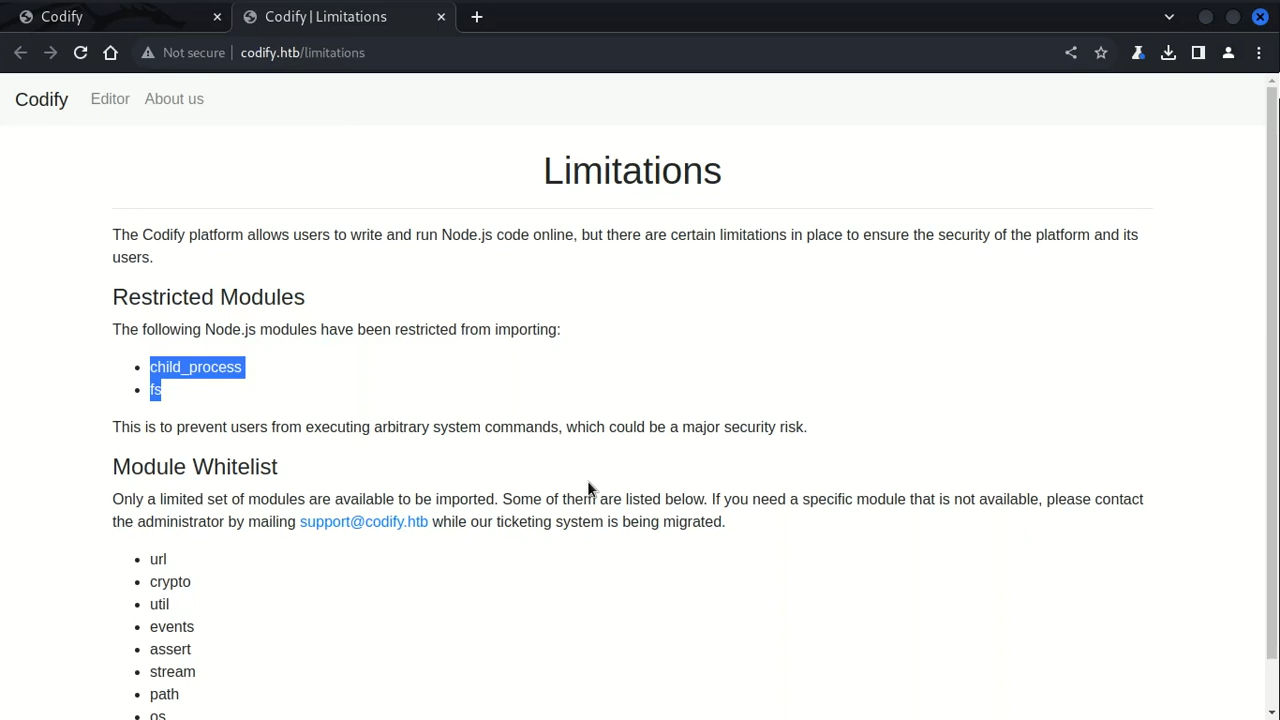 Codify
Codify | Limitations
Not secure
codify.htb/limitations
Codify
Editor
About us
Limitations
The Codify platform allows users to write and run Node.js code online, but there are certain limitations in place to ensure the security of the platform and its
users.
Restricted Modules
The following Node.js modules have been restricted from importing:
child_process
fs
This is to prevent users from executing arbitrary system commands, which could be a major security risk.
Module Whitelist
Only a limited set of modules are available to be imported. Some of them are listed below. If you need a specific module that is not available, please contact
the administrator by mailing support@codify.htb while our ticketing system is being migrated.
url
crypto
util
events
assert
stream
path
os